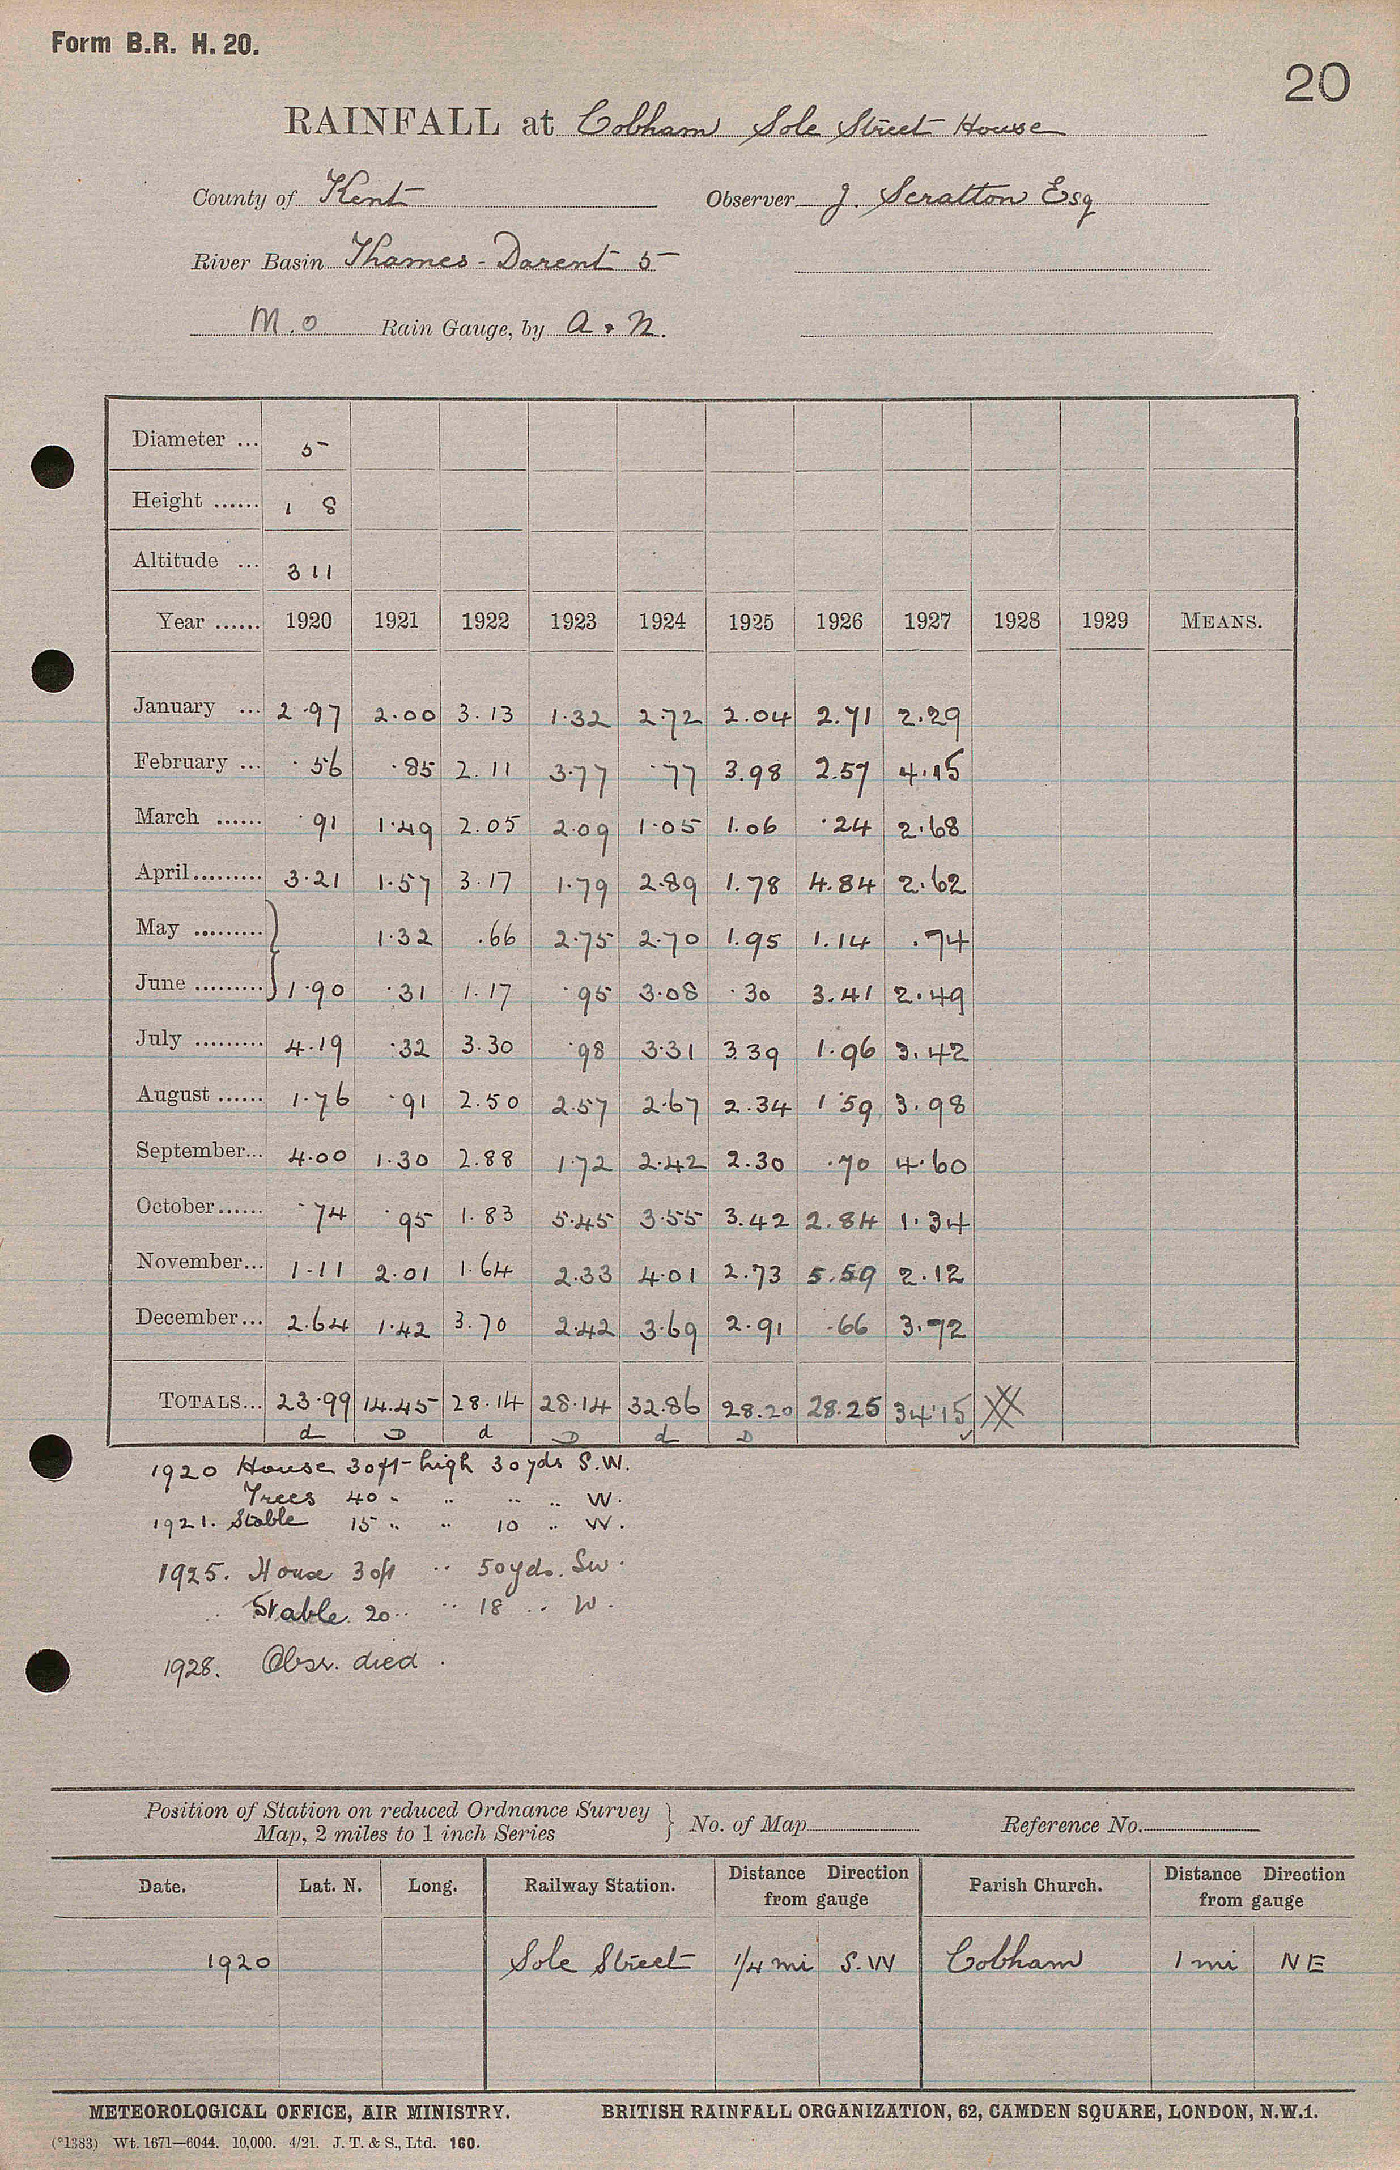 Form B.R. H. 20.
20
RAINFALL at Cobham Sole Street House
County of Kent Observer J. Scratton Esq
River Basin Thames - Darent 5
M.O Rain Gauge, by A & N.
Diameter ... 5
Height ...... 1 8
Altitude ... 311
Year ...... 1920 1921 1922 1923 1924 1925 1926 1927 1928 1929 MEANS.
January ... 2.97 2.00 3.13 1.32 2.72 2.04 2.71 2.29
February ... .56 .85 2.11 3.77 .77 3.98 2.57 4.15
March ...... .91 1.49 2.05 2.09 1.05 1.06 .24 2.68
April......... 3.21 1.57 3.17 1.79 2.89 1.78 4.84 2.62
May ......... } 1.32 .66 2.75 2.70 1.95 1.14 .74
June ......... } 1.90 .31 1.17 .95 3.08 .30 3.41 2.49
July ......... 4.19 .32 3.30 .98 3.31 3.39 1.96 3.42
August ...... 1.76 .91 2.50 2.57 2.67 2.34 1.59 3.98
September... 4.00 1.30 2.88 1.72 2.42 2.30 .70 4.60
October...... .74 .95 1.83 5.45 3.55 3.42 2.84 1.34
November... 1.11 2.01 1.64 2.33 4.01 2.73 5.59 2.12
December... 2.64 1.42 3.70 2.42 3.69 2.91 .66 3.72
TOTALS... 23.99 14.45 28.14 28.14 32.86 28.20 28.25 34.15
d D d D d D
1920 House 30ft high 30yds S.W.
Trees 40 " " " " W.
1921. Stable 15 " " 10 " W.
1925. House 30ft " 50yds. SW.
" Stable. 20 " " 18 " W.
1928. Obsr. died.
Position of Station on reduced Ordnance Survey Map, 2 miles to 1 inch Series } No. of Map Reference No.
Date. Lat. N. Long. Railway Station. Distance Direction from gauge Parish Church. Distance Direction from gauge
1920 Sole Street 1/4 mi S.W Cobham 1 mi NE
METEOROLOGICAL OFFICE, AIR MINISTRY. BRITISH RAINFALL ORGANIZATION, 62, CAMDEN SQUARE, LONDON, N.W.1.
(*1383) Wt. 1671—6044. 10,000. 4/21. J. T. & S., Ltd. 160.